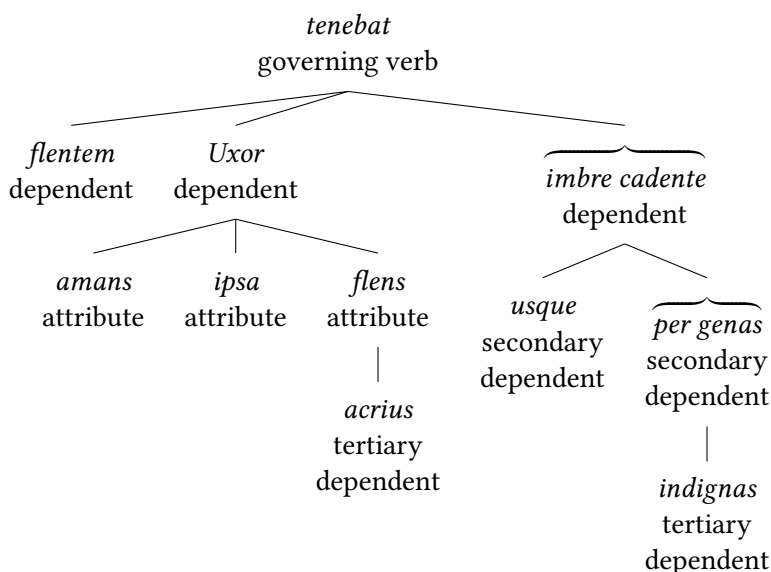 tenebat
governing verb
flentem
dependent
Uxor
dependent
imbre cadente
dependent
amans
attribute
ipsa
attribute
flens
attribute
usque
secondary
dependent
per genas
secondary
dependent
acrius
tertiary
dependent
indignas
tertiary
dependent